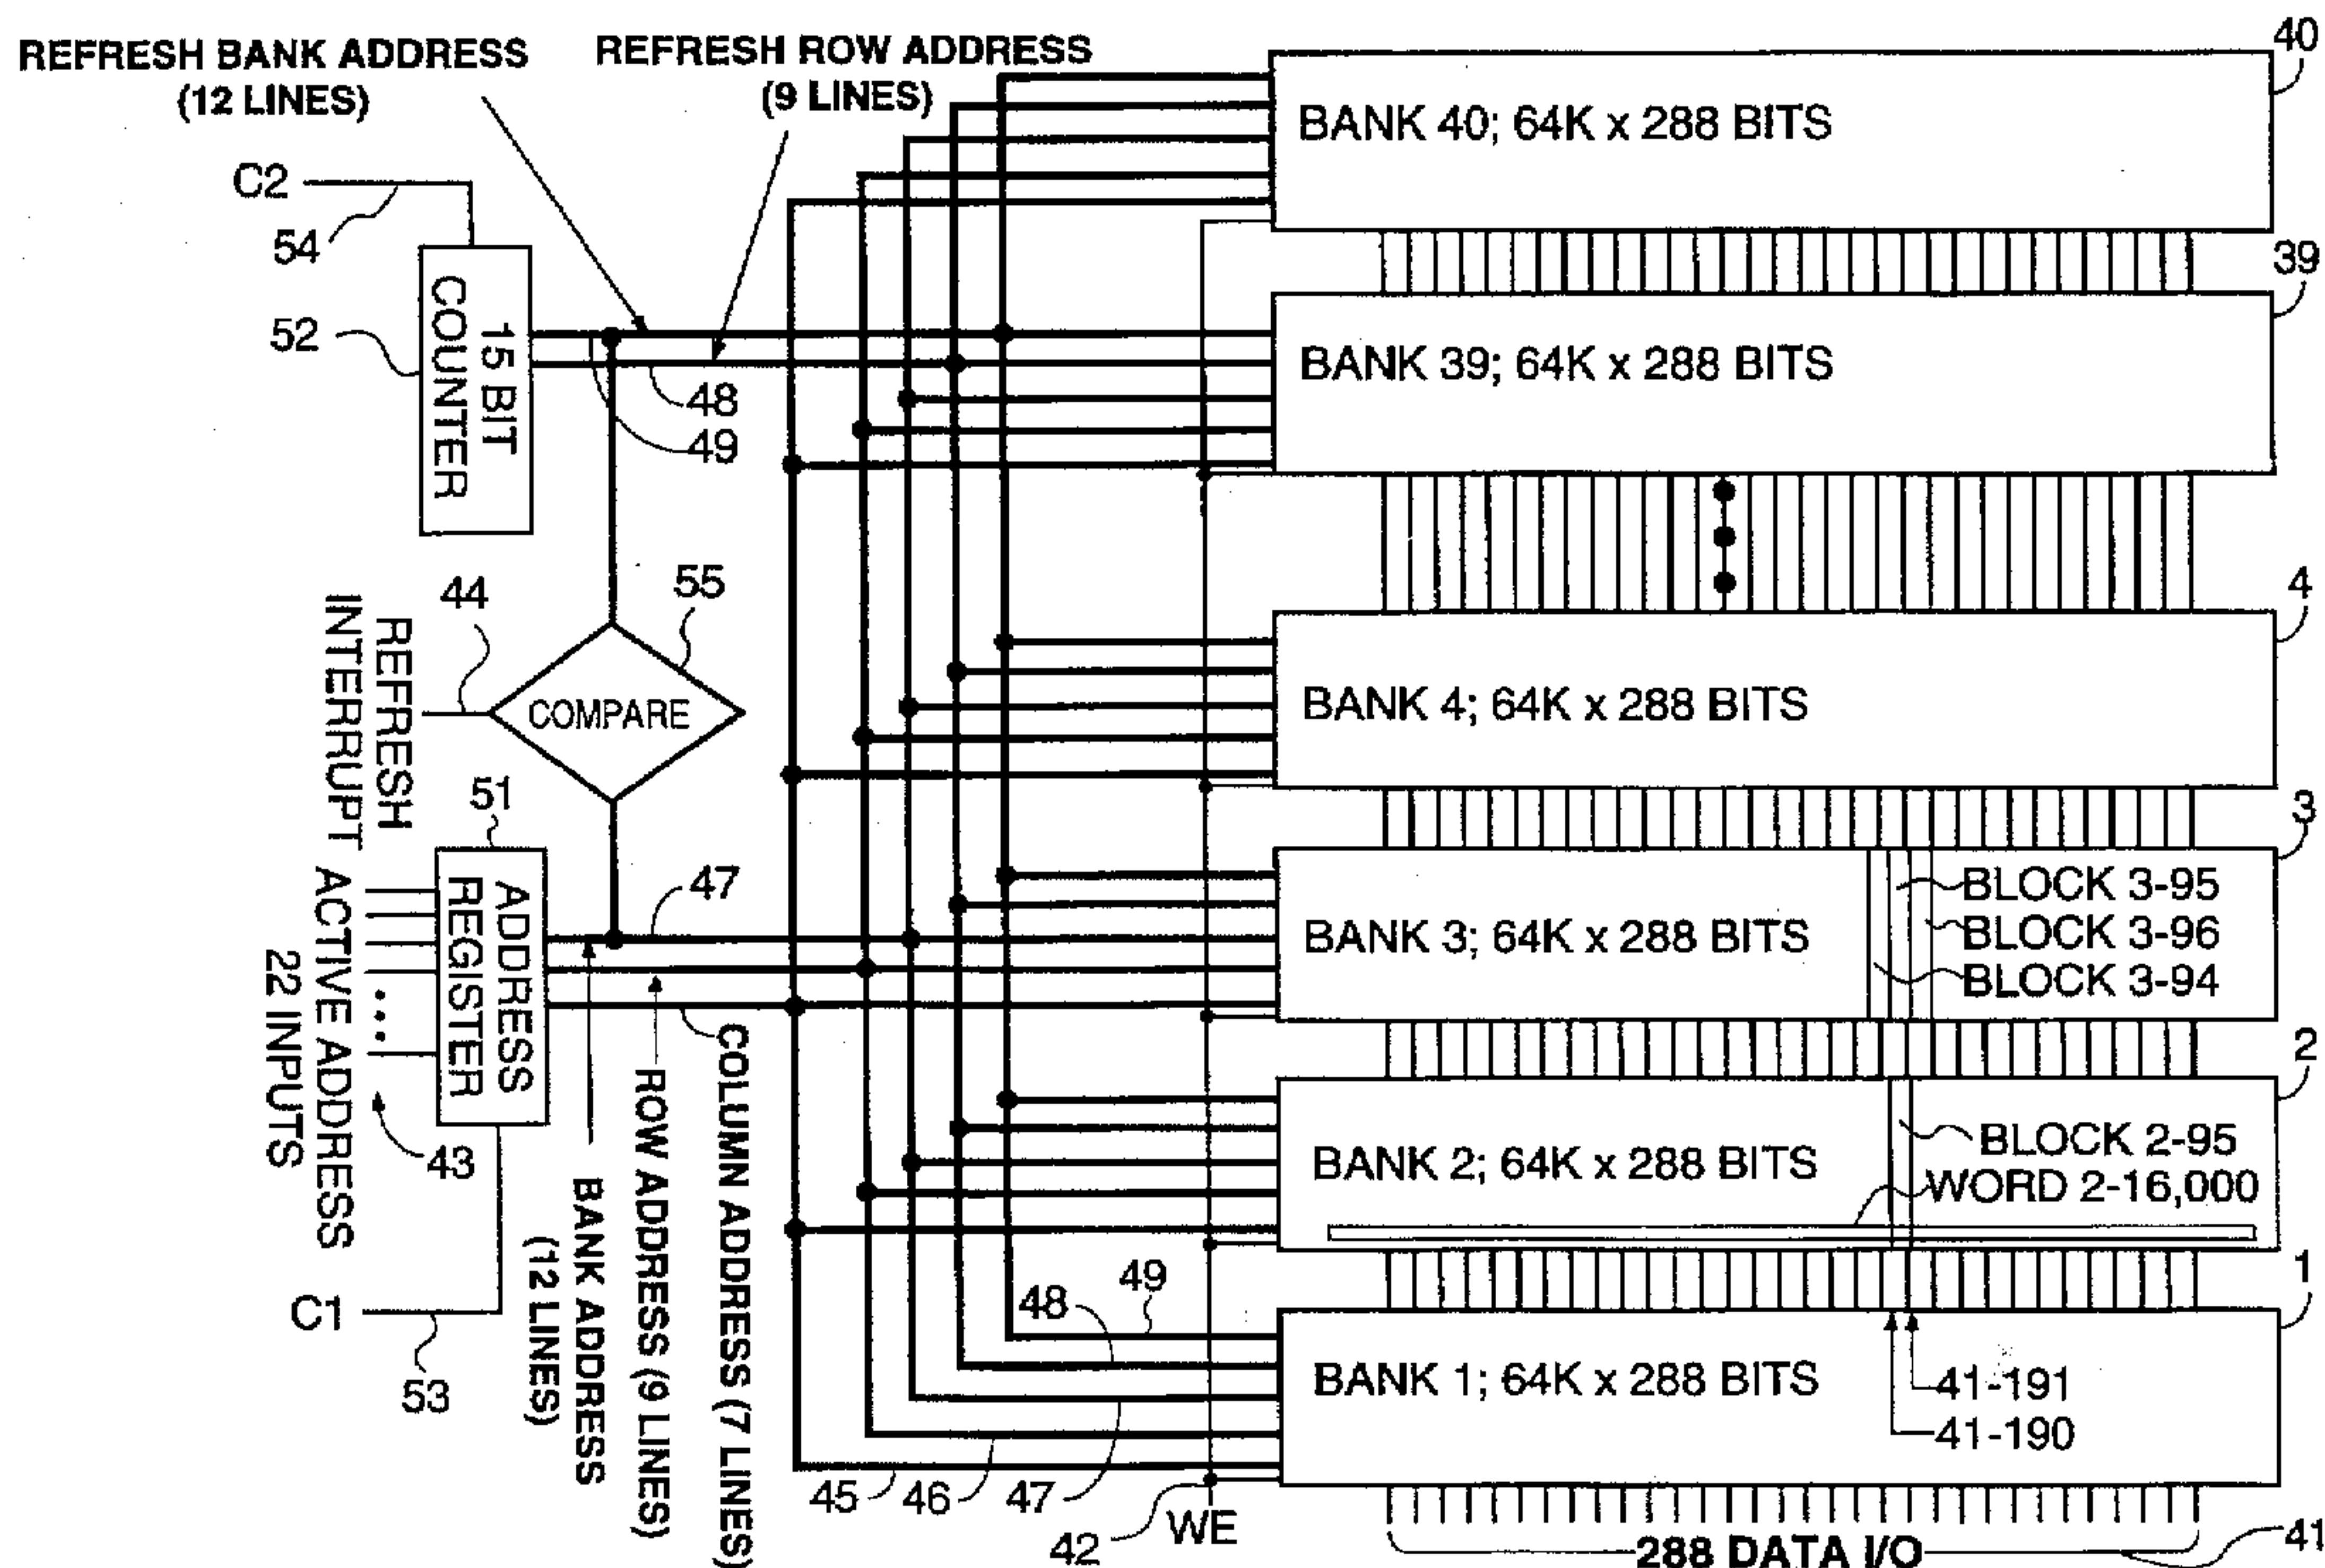 REFRESH BANK ADDRESS
(12 LINES)
REFRESH ROW ADDRESS
(9 LINES)
40
BANK 40; 64K x 288 BITS
C2
54
39
52
15 BIT
COUNTER
48
49
BANK 39; 64K x 288 BITS
REFRESH
INTERRUPT
44
55
COMPARE
4
BANK 4; 64K x 288 BITS
51
ADDRESS
REGISTER
47
3
BANK 3; 64K x 288 BITS
BLOCK 3-95
BLOCK 3-96
BLOCK 3-94
ACTIVE ADDRESS
22 INPUTS
43
COLUMN ADDRESS (7 LINES)
ROW ADDRESS (9 LINES)
BANK ADDRESS
(12 LINES)
2
BANK 2; 64K x 288 BITS
BLOCK 2-95
WORD 2-16,000
C1
53
49
48
1
BANK 1; 64K x 288 BITS
41-191
41-190
45
46
47
42
WE
288 DATA I/O
41